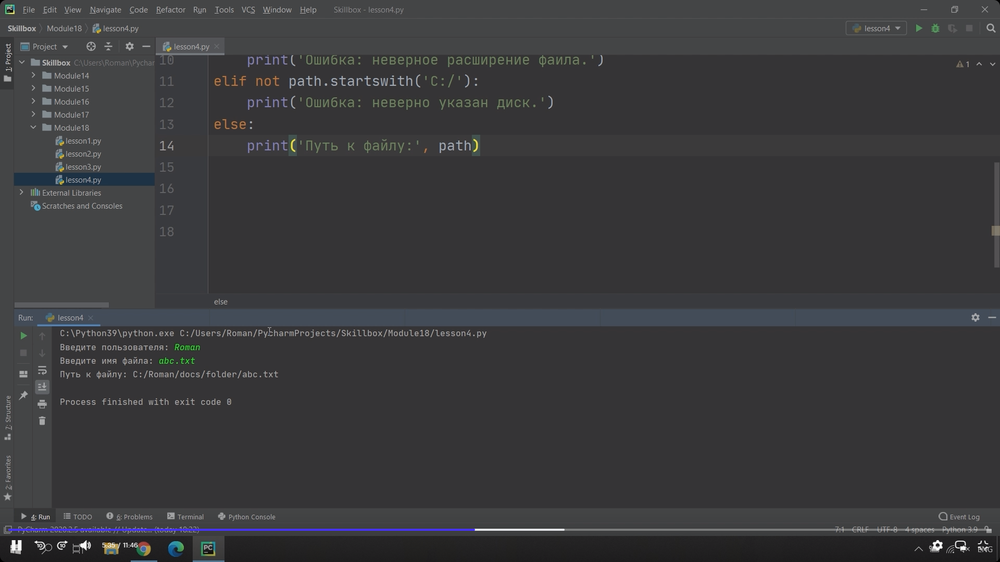 File Edit View Navigate Code Refactor Run Tools VCS Window Help Skillbox - lesson4.py
Skillbox Module18 lesson4.py lesson4
1: Project
Project
lesson4.py
Skillbox C:\Users\Roman\Pychar
Module14
Module15
Module16
Module17
Module18
lesson1.py
lesson2.py
lesson3.py
lesson4.py
External Libraries
Scratches and Consoles
1
10 print('Ошибка: неверное расширение файла.')
11 elif not path.startswith('C:/'):
12 print('Ошибка: неверно указан диск.')
13 else:
14 print('Путь к файлу:', path)
15
16
17
18
else
Run: lesson4
C:\Python39\python.exe C:/Users/Roman/PycharmProjects/Skillbox/Module18/lesson4.py
Введите пользователя: Roman
Введите имя файла: abc.txt
Путь к файлу: C:/Roman/docs/folder/abc.txt
Process finished with exit code 0
7: Structure
2: Favorites
4: Run TODO 6: Problems Terminal Python Console Event Log
PyCharm 2020.2.5 available // Update... (today 18:22) 7:1 CRLF UTF-8 4 spaces Python 3.9
10 10 5:35 / 11:46 PC ENG